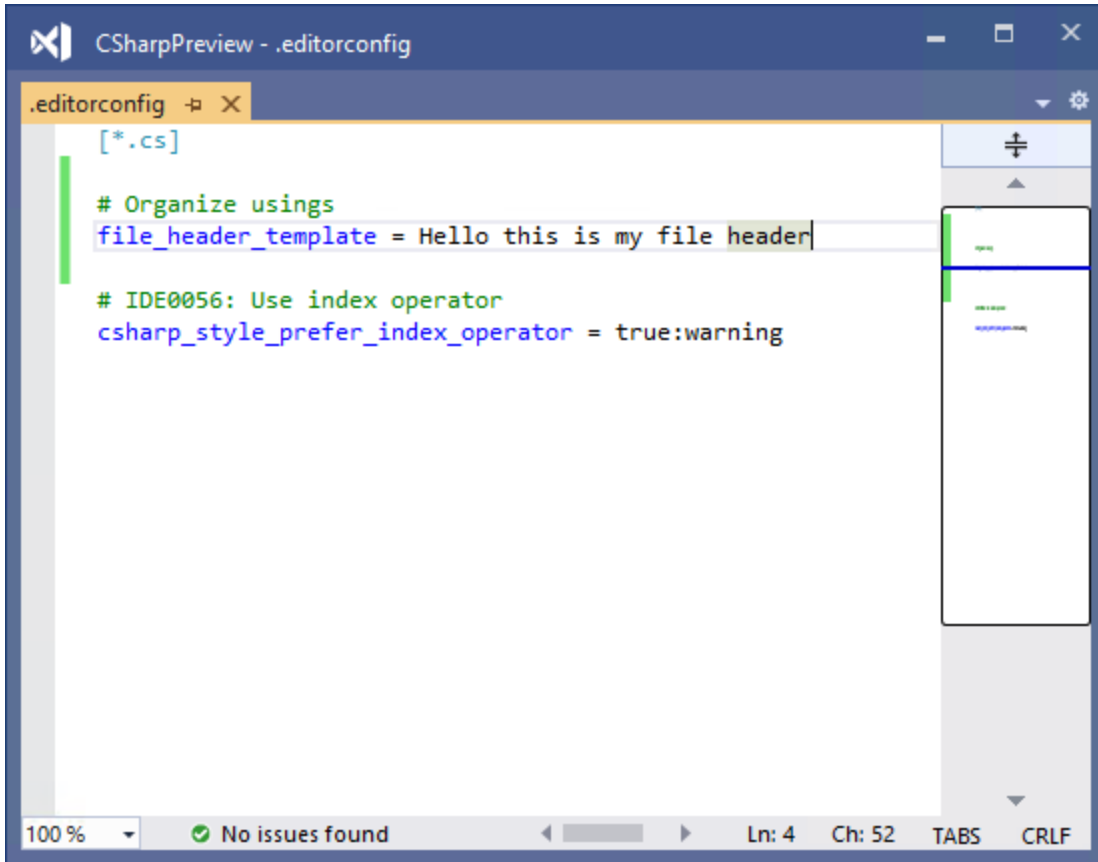 CSharpPreview - .editorconfig
.editorconfig
[*.cs]
# Organize usings
file_header_template = Hello this is my file header
# IDE0056: Use index operator
csharp_style_prefer_index_operator = true:warning
100 % No issues found Ln: 4 Ch: 52 TABS CRLF